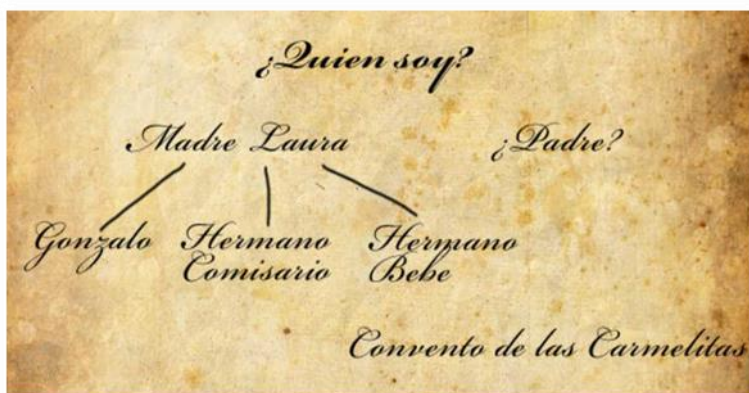 ¿Quien soy?
Madre Laura
¿Padre?
Gonzalo
Hermano
Comisario
Hermano
Bebe
Convento de las Carmelitas